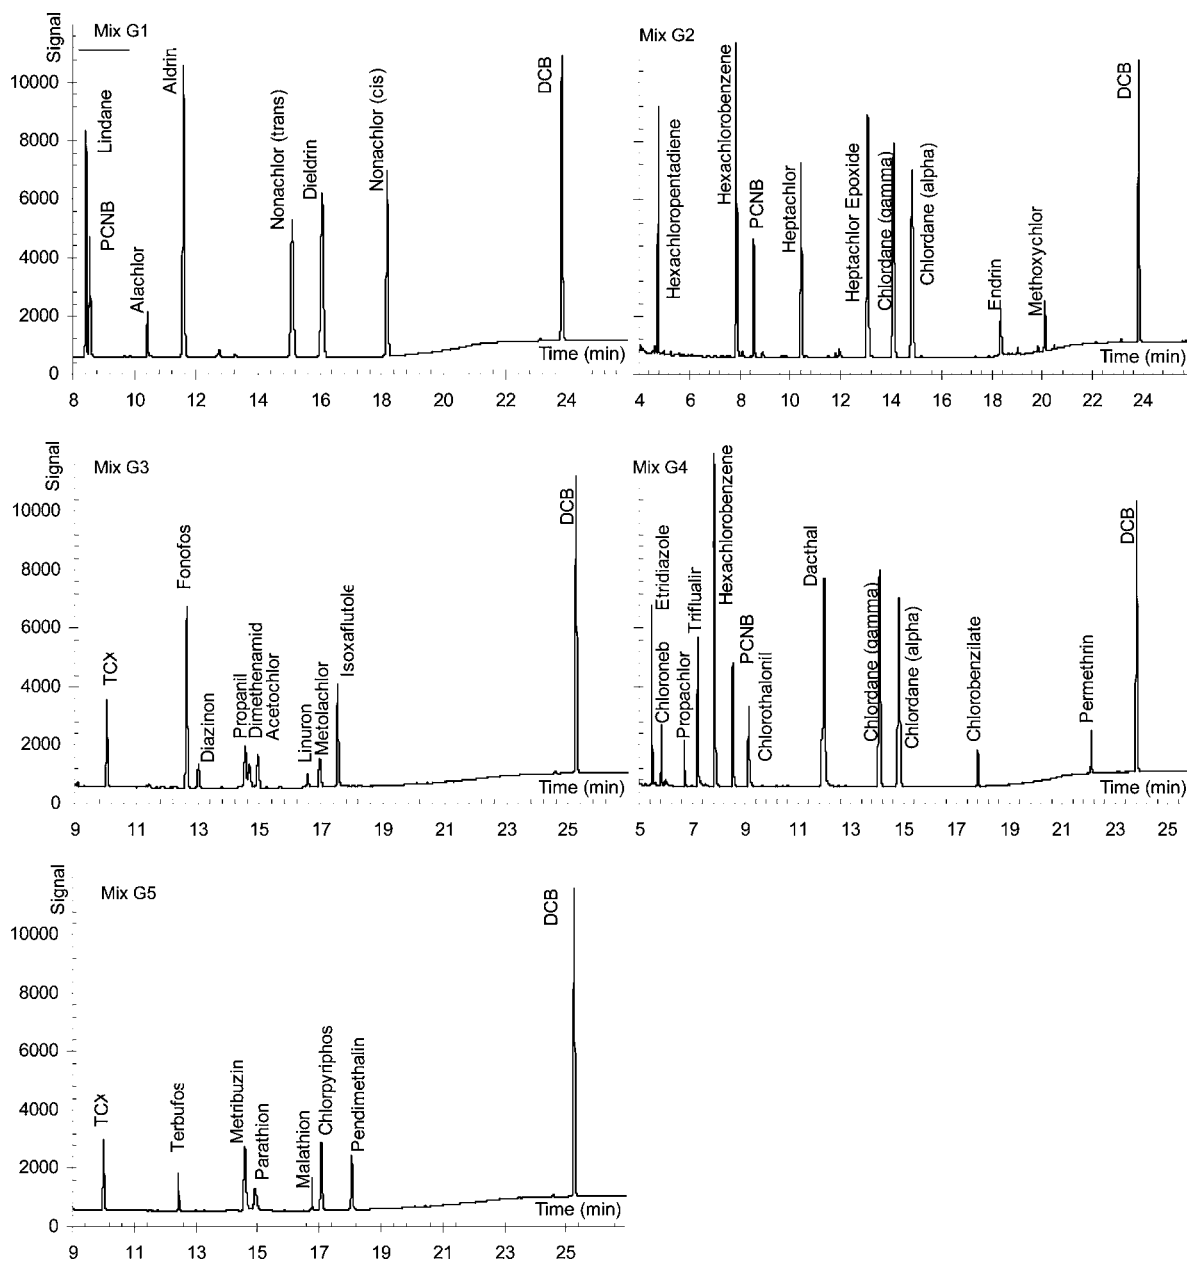 Mix G1
Signal
10000
8000
6000
4000
2000
0
Lindane
PCNB
Alachlor
Aldrin
Nonachlor (trans)
Dieldrin
Nonachlor (cis)
DCB
Time (min)
8 10 12 14 16 18 20 22 24
Mix G2
Hexachloropentadiene
Hexachlorobenzene
PCNB
Heptachlor
Heptachlor Epoxide
Chlordane (gamma)
Chlordane (alpha)
Endrin
Methoxychlor
DCB
Time (min)
4 6 8 10 12 14 16 18 20 22 24
Mix G3
Signal
10000
8000
6000
4000
2000
0
TCX
Fonofos
Diazinon
Propanil
Dimethenamid
Acetochlor
Linuron
Metolachlor
Isoxaflutole
DCB
Time (min)
9 11 13 15 17 19 21 23 25
Mix G4
Etridiazole
Chloroneb
Propachlor
Triflualir
Hexachlorobenzene
PCNB
Chlorothalonil
Dacthal
Chlordane (gamma)
Chlordane (alpha)
Chlorobenzilate
Permethrin
DCB
Time (min)
5 7 9 11 13 15 17 19 21 23 25
Mix G5
Signal
10000
8000
6000
4000
2000
0
TCX
Terbufos
Metribuzin
Parathion
Malathion
Chlorpyriphos
Pendimethalin
DCB
Time (min)
9 11 13 15 17 19 21 23 25